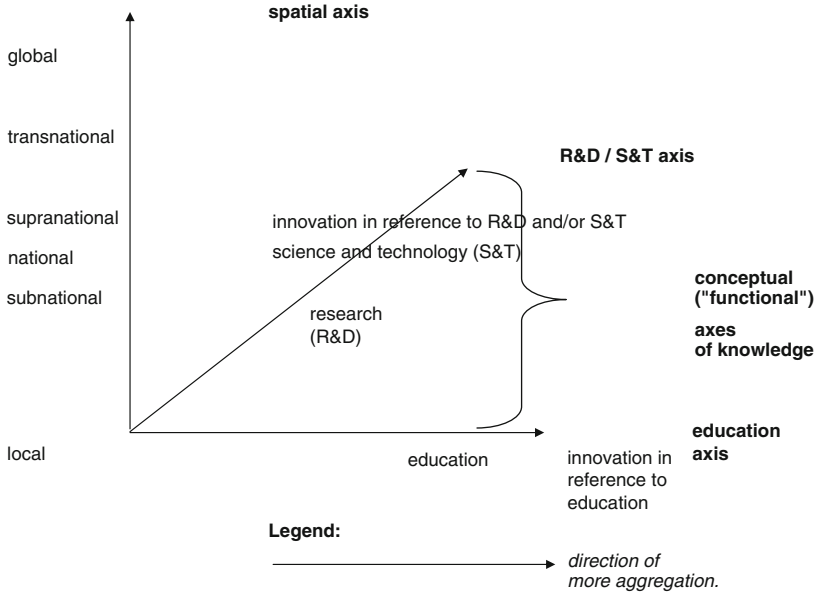 spatial axis
global
transnational
R&D / S&T axis
supranational
innovation in reference to R&D and/or S&T
national
science and technology (S&T)
subnational
research
(R&D)
conceptual
("functional")
axes
of knowledge
local
education
innovation in
reference to
education
education
axis
Legend:
direction of
more aggregation.